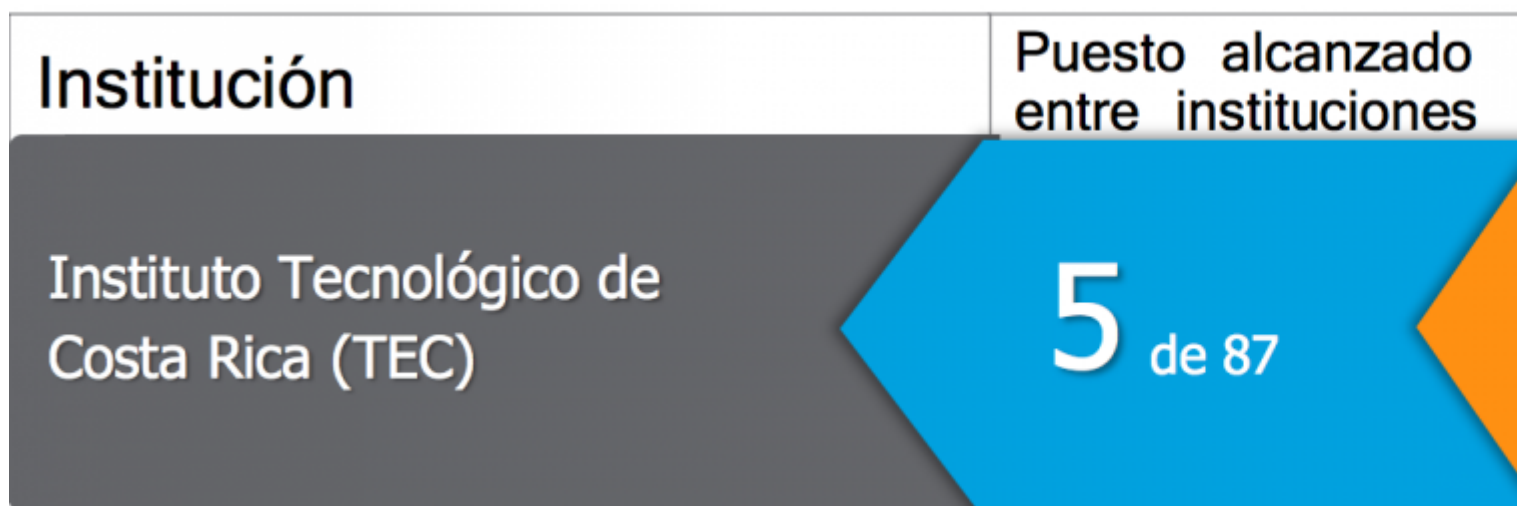 Institución
Puesto alcanzado
entre instituciones
Instituto Tecnológico de
Costa Rica (TEC)
5 de 87